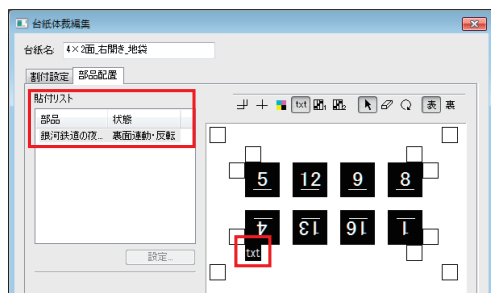 台紙体裁編集
台紙名: 4×2面_右開き_地袋
割付設定 部品配置
貼付リスト
txt 表 裏
部品 状態
銀河鉄道の夜... 裏面連動・反転
5 12 9 8
4 13 16 1
txt
設定...